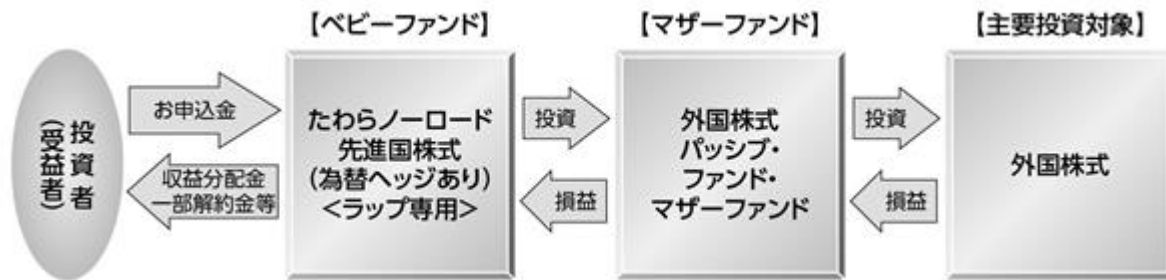 【ベビーファンド】
【マザーファンド】
【主要投資対象】
投資者
(受益者)
お申込金
収益分配金
一部解約金等
たわらノーロード
先進国株式
(為替ヘッジあり)
<ラップ専用>
投資
損益
外国株式
パッシブ・
ファンド・
マザーファンド
投資
損益
外国株式